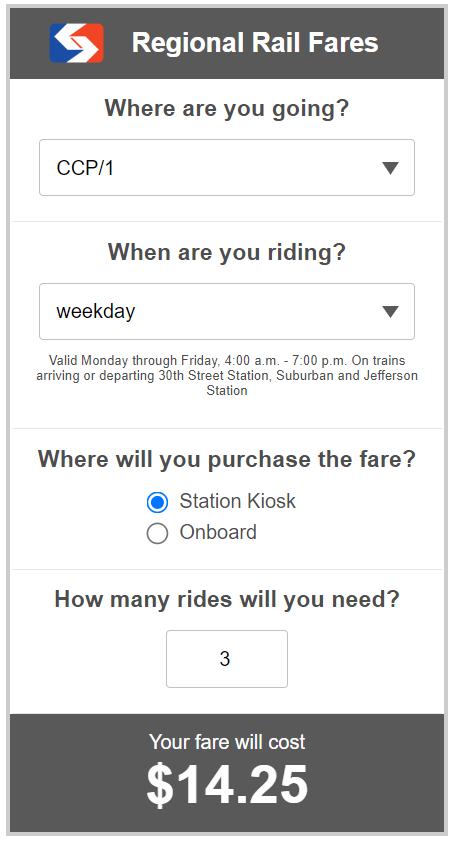 Regional Rail Fares
Where are you going?
CCP/1
When are you riding?
weekday
Valid Monday through Friday, 4:00 a.m. - 7:00 p.m. On trains
arriving or departing 30th Street Station, Suburban and Jefferson
Station
Where will you purchase the fare?
Station Kiosk
Onboard
How many rides will you need?
3
Your fare will cost
$14.25